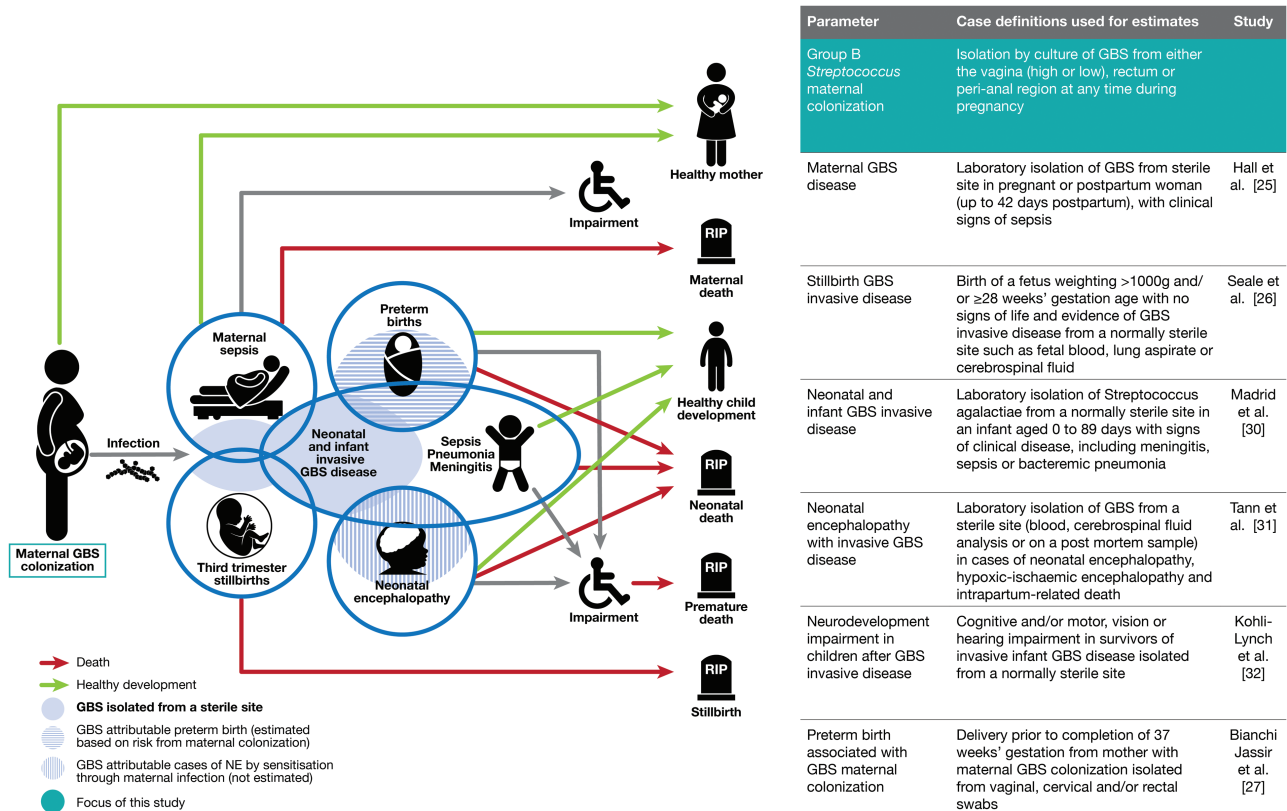 Healthy mother
Impairment
RIP
Maternal
death
Preterm
births
Maternal
sepsis
Healthy child
development
Neonatal
and infant
invasive
GBS disease
Sepsis
Pneumonia
Meningitis
Infection
RIP
Neonatal
death
Maternal GBS
colonization
Third trimester
stillbirths
Neonatal
encephalopathy
Impairment
RIP
Premature
death
RIP
Stillbirth
Death
Healthy development
GBS isolated from a sterile site
GBS attributable preterm birth (estimated
based on risk from maternal colonization)
GBS attributable cases of NE by sensitisation
through maternal infection (not estimated)
Focus of this study
Parameter Case definitions used for estimates Study
Group B Isolation by culture of GBS from either
Streptococcus the vagina (high or low), rectum or
maternal peri-anal region at any time during
colonization pregnancy
Maternal GBS Laboratory isolation of GBS from sterile Hall et
disease site in pregnant or postpartum woman al. [25]
(up to 42 days postpartum), with clinical
signs of sepsis
Stillbirth GBS Birth of a fetus weighting >1000g and/ Seale et
invasive disease or ≥28 weeks' gestation age with no al. [26]
signs of life and evidence of GBS
invasive disease from a normally sterile
site such as fetal blood, lung aspirate or
cerebrospinal fluid
Neonatal and Laboratory isolation of Streptococcus Madrid
infant GBS invasive agalactiae from a normally sterile site in et al.
disease an infant aged 0 to 89 days with signs [30]
of clinical disease, including meningitis,
sepsis or bacteremic pneumonia
Neonatal Laboratory isolation of GBS from a Tann et
encephalopathy sterile site (blood, cerebrospinal fluid al. [31]
with invasive GBS analysis or on a post mortem sample)
disease in cases of neonatal encephalopathy,
hypoxic-ischaemic encephalopathy and
intrapartum-related death
Neurodevelopment Cognitive and/or motor, vision or Kohli-
impairment in hearing impairment in survivors of Lynch
children after GBS invasive infant GBS disease isolated et al.
invasive disease from a normally sterile site [32]
Preterm birth Delivery prior to completion of 37 Bianchi
associated with weeks' gestation from mother with Jassir
GBS maternal maternal GBS colonization isolated et al.
colonization from vaginal, cervical and/or rectal [27]
swabs